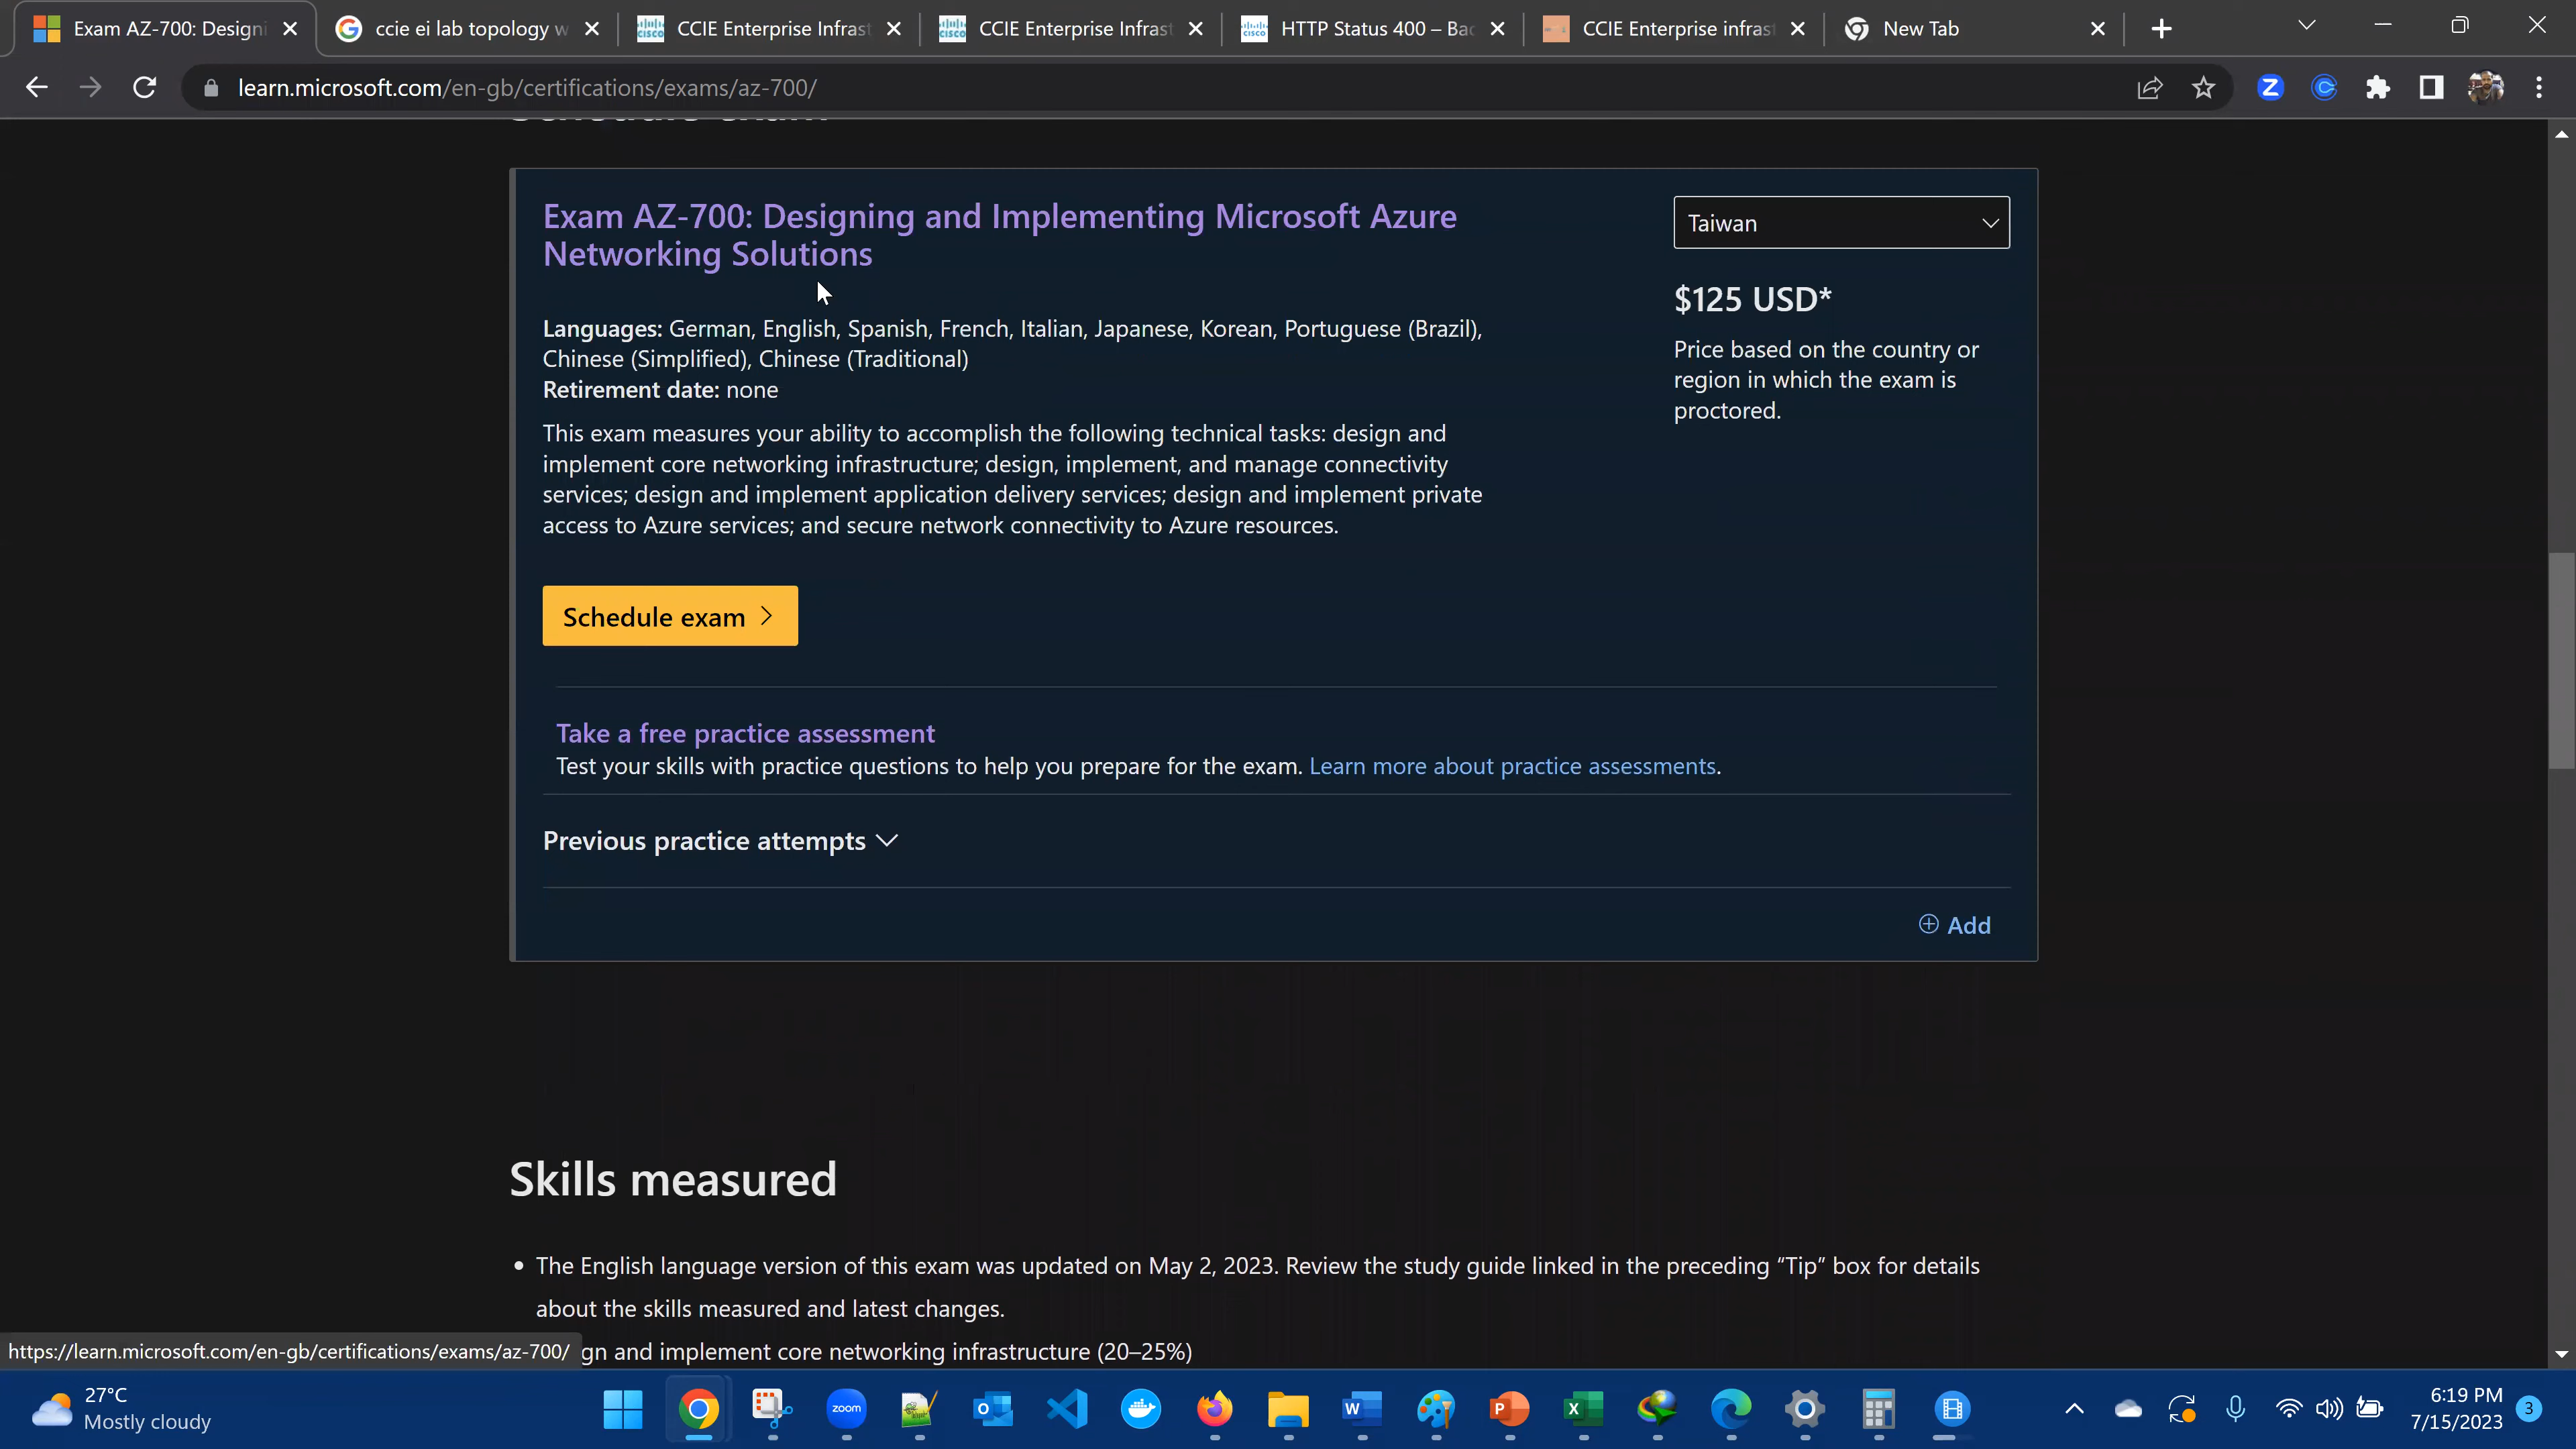 Exam AZ-700: Designi
ccie ei lab topology w
CCIE Enterprise Infrast
CCIE Enterprise Infrast
HTTP Status 400 – Bad
CCIE Enterprise infrast
New Tab
learn.microsoft.com/en-gb/certifications/exams/az-700/
Exam AZ-700: Designing and Implementing Microsoft Azure
Networking Solutions
Taiwan
$125 USD*
Price based on the country or
region in which the exam is
proctored.
Languages: German, English, Spanish, French, Italian, Japanese, Korean, Portuguese (Brazil),
Chinese (Simplified), Chinese (Traditional)
Retirement date: none
This exam measures your ability to accomplish the following technical tasks: design and
implement core networking infrastructure; design, implement, and manage connectivity
services; design and implement application delivery services; design and implement private
access to Azure services; and secure network connectivity to Azure resources.
Schedule exam
Take a free practice assessment
Test your skills with practice questions to help you prepare for the exam. Learn more about practice assessments.
Previous practice attempts
Add
Skills measured
• The English language version of this exam was updated on May 2, 2023. Review the study guide linked in the preceding “Tip” box for details
about the skills measured and latest changes.
https://learn.microsoft.com/en-gb/certifications/exams/az-700/
gn and implement core networking infrastructure (20–25%)
27°C
Mostly cloudy
zoom
6:19 PM
7/15/2023
3